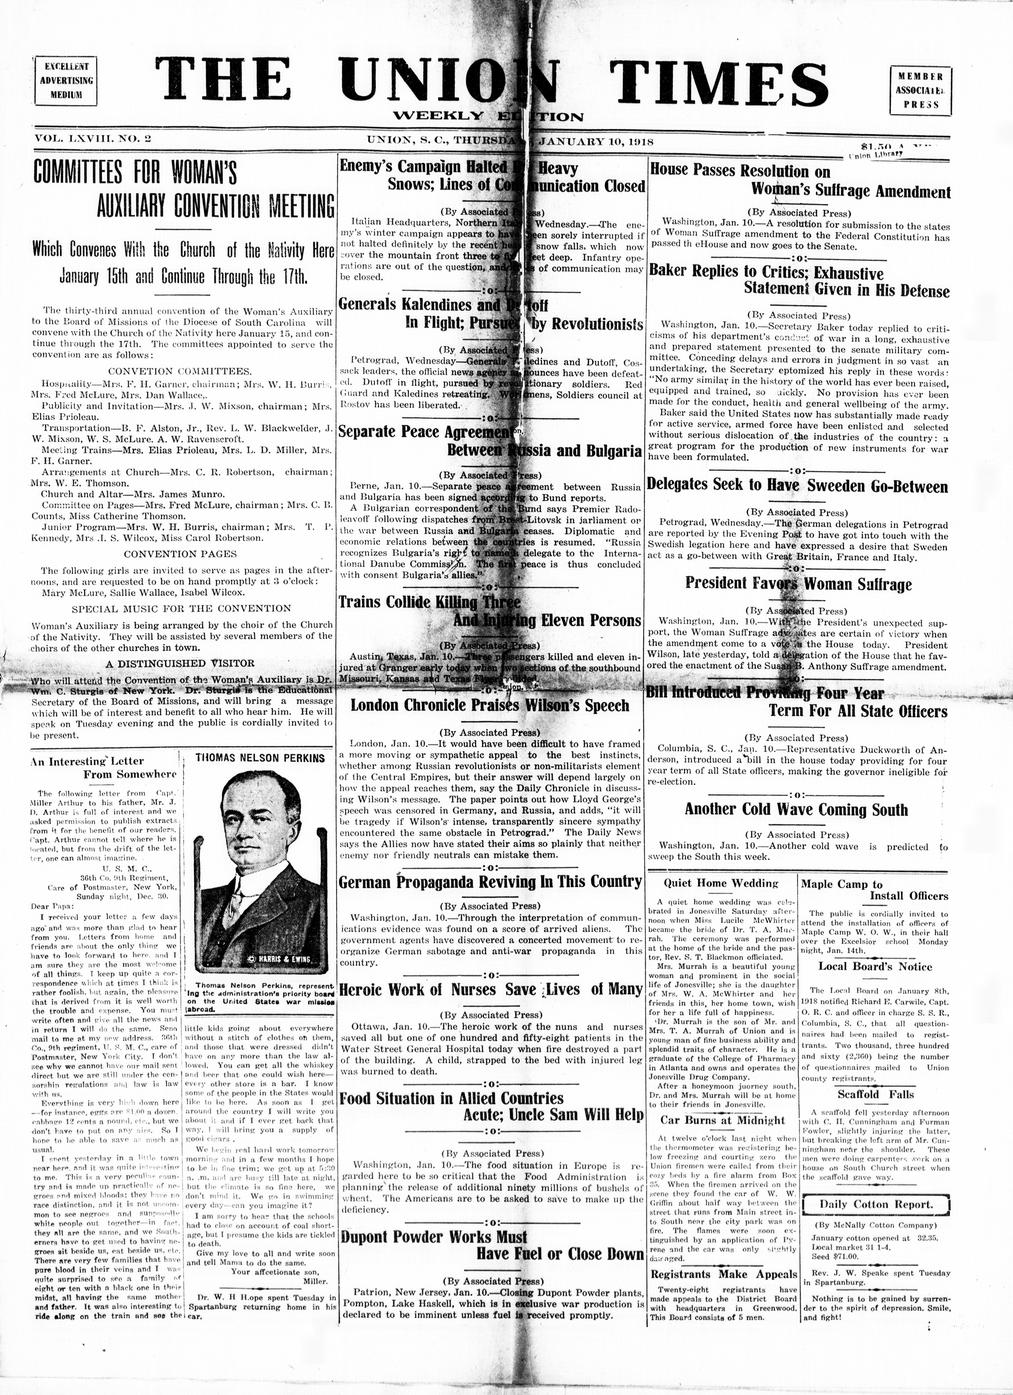 EXCELLENT
ADVERTISING
MEDIUM
THE UNION TIMES
WEEKLY EDITION
MEMBER
ASSOCIATED
PRESS
VOL. LXVIII. NO. 2
UNION, S. C., THURSDAY, JANUARY 10, 1918
$1.50 A
Union Library
COMMITTEES FOR WOMAN'S
AUXILIARY CONVENTION MEETIING
Which Convenes With the Church of the Nativity Here
January 15th and Continue Through the 17th.
The thirty-third annual convention of the Woman's Auxiliary
to the Board of Missions of the Diocese of South Carolina will
convene with the Church of the Nativity here January 15, and con-
tinue through the 17th. The committees appointed to serve the
convention are as follows:
CONVETION COMMITTEES.
Hospitality—Mrs. F. H. Garner, chairman; Mrs. W. H. Burris,
Mrs. Fred McLure, Mrs. Dan Wallace,.
Publicity and Invitation—Mrs. J. W. Mixson, chairman; Mrs.
Elias Prioleau.
Transportation—B. F. Alston, Jr., Rev. L. W. Blackwelder, J.
W. Mixson, W. S. McLure. A. W. Ravenscroft.
Meeting Trains—Mrs. Elias Prioleau, Mrs. L. D. Miller, Mrs.
F. H. Garner.
Arrangements at Church—Mrs. C. R. Robertson, chairman;
Mrs. W. E. Thomson.
Church and Altar—Mrs. James Munro.
Committee on Pages—Mrs. Fred McLure, chairman; Mrs. C. B.
Counts, Miss Catherine Thomson.
Junior Program—Mrs. W. H. Burris, chairman; Mrs. T. P.
Kennedy, Mrs .I. S. Wilcox, Miss Carol Robertson.
CONVENTION PAGES
The following girls are invited to serve as pages in the after-
noons, and are requested to be on hand promptly at 3 o'clock:
Mary McLure, Sallie Wallace, Isabel Wilcox.
SPECIAL MUSIC FOR THE CONVENTION
Woman's Auxiliary is being arranged by the choir of the Church
of the Nativity. They will be assisted by several members of the
choirs of the other churches in town.
A DISTINGUISHED VISITOR
Who will attend the Convention of the Woman's Auxiliary is Dr.
Wm. C. Sturgis of New York. Dr. Sturgis is the Educational
Secretary of the Board of Missions, and will bring a message
which will be of interest and benefit to all who hear him. He will
speak on Tuesday evening and the public is cordially invited to
be present.
An Interesting Letter
From Somewhere
The following letter from Capt.
Miller Arthur to his father, Mr. J.
D. Arthur is full of interest and we
asked permission to publish extracts
from it for the benefit of our readers.
Capt. Arthur cannot tell where he is
located, but from the drift of the let-
ter, one can almost imagine.
U. S. M. C.,
36th Co. 9th Regiment,
Care of Postmaster, New York,
Sunday night, Dec. 30.
Dear Papa:
I received your letter a few days
ago and was more than glad to hear
from you. Letters from home and
friends are about the only thing we
have to look forward to here, and I
am sure they are the most welcome
of all things. I keep up quite a cor-
respondence which at times I think is
rather foolish, but again, the pleasure
that is derived from it is well worth
the trouble and expense. You must
write often and give all the news and
in return I will do the same. Send
mail to me at my new address. 36th
Co., 9th regiment, U. S. M. C., care of
Postmaster, New York City. I don't
see why we cannot have our mail sent
direct but we are still under the cen-
sorship regulations and law is law
with us.
Everything is very high down here
—for instance, eggs are $1.00 a dozen,
cabbage 12 cents a pound, etc., but we
don't have to put on any airs. So I
hope to be able to save as much as
usual.
I spent yesterday in a little town
near here, and it was quite interesting
to me. This is a very peculiar coun-
try and is made up practically of ne-
groes and mixed bloods; they have no
race distinction, and it is not uncom-
mon to see negroes and supposedly
white people out together—in fact,
they all are the same, and we South-
erners have to get used to having ne-
groes sit beside us, eat beside us, etc.
There are very few families that have
pure blood in their veins and I was
quite surprised to see a family of
eight or ten with a black one in their
midst, all having the same mother
and father. It was also interesting to
ride along on the train and see the
THOMAS NELSON PERKINS
© HARRIS & EWING
Thomas Nelson Perkins, represent
ing the administration's priority board
on the United States war mission
abroad.
little kids going about everywhere
without a stitch of clothes on them,
and those that were dressed didn't
have on any more than the law al-
lowed. You can get all the whiskey
and beer that one could wish here—
every other store is a bar. I know
some of the people in the States would
like to be here. As soon as I get
around the country I will write you
about it and if I ever get back that
way, I will bring you a supply of
good cigars.
We begin real hard work tomorrow
morning and in a few months I hope
to be in fine trim; we get up at 5:30
a. m. and are busy till late at night,
but the climate is so fine here, we
don't mind it. We go in swimming
every day—can you imagine it?
I am sorry to hear that the schools
had to close on account of coal short-
age, but I presume the kids are tickled
to death.
Give my love to all and write soon
and tell Mama to do the same.
Your affectionate son,
Miller.
Dr. W. H Hope spent Tuesday in
Spartanburg returning home in his
car.
Enemy's Campaign Halted By Heavy
Snows; Lines of Communication Closed
(By Associated Press)
Italian Headquarters, Northern Italy, Wednesday.—The ene-
my's winter campaign appears to have been sorely interrupted if
not halted definitely by the recent heavy snow falls, which now
cover the mountain front three to five feet deep. Infantry ope-
rations are out of the question, and lines of communication may
be closed.
:o:
Generals Kalendines and Dutoff
In Flight; Pursued by Revolutionists
(By Associated Press)
Petrograd, Wednesday—Generals Kaledines and Dutoff, Cos-
sack leaders, the official news agency announces have been defeat-
ed. Dutoff in flight, pursued by revolutionary soldiers. Red
Guard and Kaledines retreating. Workmens, Soldiers council at
Rostov has been liberated.
:o:
Separate Peace Agreement
Between Russia and Bulgaria
(By Associated Press)
Berne, Jan. 10.—Separate peace agreement between Russia
and Bulgaria has been signed according to Bund reports.
A Bulgarian correspondent of the Bund says Premier Rado-
leavoff following dispatches from Brest-Litovsk in jarliament or
the war between Russia and Bulgaria ceases. Diplomatic and
economic relations between the countries is resumed. "Russia
recognizes Bulgaria's right to name a delegate to the Interna-
tional Danube Commission. The first peace is thus concluded
with consent Bulgaria's allies."
:o:
Trains Collide Killing Three
And Injuring Eleven Persons
(By Associated Press)
Austin, Texas, Jan. 10.—Three passengers killed and eleven in-
jured at Granger early today when two sections of the southbound
Missouri, Kansas and Texas Flyer collided.
:o:
London Chronicle Praises Wilson's Speech
(By Associated Press)
London, Jan. 10.—It would have been difficult to have framed
a more moving or sympathetic appeal to the best instincts,
whether among Russian revolutionists or non-militarists element
of the Central Empires, but their answer will depend largely on
how the appeal reaches them, say the Daily Chronicle in discuss-
ing Wilson's message. The paper points out how Lloyd George's
speech was censored in Germany, and Russia, and adds, "it will
be tragedy if Wilson's intense, transparently sincere sympathy
encountered the same obstacle in Petrograd." The Daily News
says the Allies now have stated their aims so plainly that neither
enemy nor friendly neutrals can mistake them.
:o:
German Propaganda Reviving In This Country
(By Associated Press)
Washington, Jan. 10.—Through the interpretation of commun-
ications evidence was found on a score of arrived aliens. The
government agents have discovered a concerted movement to re-
organize German sabotage and anti-war propaganda in this
country.
:o:
Heroic Work of Nurses Save Lives of Many
(By Associated Press)
Ottawa, Jan. 10.—The heroic work of the nuns and nurses
saved all but one of one hundred and fifty-eight patients in the
Water Street General Hospital today when fire destroyed a part
of the building. A child, strapped to the bed with injured leg
was burned to death.
:o:
Food Situation in Allied Countries
Acute; Uncle Sam Will Help
:o:
(By Associated Press)
Washington, Jan. 10.—The food situation in Europe is re-
garded here to be so critical that the Food Administration is
planning the release of additional ninety millions of bushels of
wheat. The Americans are to be asked to save to make up the
deficiency.
:o:
Dupont Powder Works Must
Have Fuel or Close Down
(By Associated Press)
Patrion, New Jersey, Jan. 10.—Closing Dupont Powder plants,
Pompton, Lake Haskell, which is in exclusive war production is
declared to be imminent unless fuel is received promptly.
House Passes Resolution on
Woman's Suffrage Amendment
(By Associated Press)
Washington, Jan. 10.—A resolution for submission to the states
of Woman Suffrage amendment to the Federal Constitution has
passed th eHouse and now goes to the Senate.
:o:
Baker Replies to Critics; Exhaustive
Statement Given in His Defense
(By Associated Press)
Washington, Jan. 10.—Secretary Baker today replied to criti-
cisms of his department's conduct of war in a long, exhaustive
and prepared statement presented to the senate military com-
mittee. Conceding delays and errors in judgment in so vast an
undertaking, the Secretary eptomized his reply in these words:
"No army similar in the history of the world has ever been raised,
equipped and trained, so quickly. No provision has ever been
made for the conduct, health and general wellbeing of the army.
Baker said the United States now has substantially made ready
for active service, armed force have been enlisted and selected
without serious dislocation of the industries of the country: a
great program for the production of new instruments for war
have been formulated.
:o:
Delegates Seek to Have Sweeden Go-Between
(By Associated Press)
Petrograd, Wednesday.—The German delegations in Petrograd
are reported by the Evening Post to have got into touch with the
Swedish legation here and have expressed a desire that Sweden
act as a go-between with Great Britain, France and Italy.
:o:
President Favors Woman Suffrage
(By Associated Press)
Washington, Jan. 10.—With the President's unexpected sup-
port, the Woman Suffrage advocates are certain of victory when
the amendment come to a vote in the House today. President
Wilson, late yesterday, told a delegation of the House that he fav-
ored the enactment of the Susan B. Anthony Suffrage amendment.
:o:
Bill Introduced Providing Four Year
Term For All State Officers
(By Associated Press)
Columbia, S. C., Jan. 10.—Representative Duckworth of An-
derson, introduced a bill in the house today providing for four
year term of all State officers, making the governor ineligible for
re-election.
:o:
Another Cold Wave Coming South
(By Associated Press)
Washington, Jan. 10.—Another cold wave is predicted to
sweep the South this week.
Quiet Home Wedding
A quiet home wedding was cele-
brated in Jonesville Saturday after-
noon when Miss Lucile McWhirter
became the bride of Dr. T. A. Mur-
rah. The ceremony was performed
at the home of the bride and the pas-
tor, Rev. S. T. Blackmon officiated.
Mrs. Murrah is a beautiful young
woman and prominent in the social
life of Jonesville; she is the daughter
of Mrs. W. A. McWhirter and her
friends in this, her home town, wish
for her a life full of happiness.
Dr. Murrah is the son of Mr. and
Mrs. T. A. Murrah of Union and is
young man of fine business ability and
splendid traits of character. He is a
graduate of the College of Pharmacy
in Atlanta and owns and operates the
Jonesville Drug Company.
After a honeymoon juorney south,
Dr. and Mrs. Murrah will be at home
to their friends in Jonesville.
Car Burns at Midnight
At twelve o'clock last night when
the thermometer was registering be-
low freezing and courting zero the
Union firemen were called from their
cozy beds by a fire alarm from Box
35. When the firemen arrived on the
scene they found the car of W. W.
Griffin about half way between the
street that runs from Main street in-
to South near the city park was on
fire. The flames were soon ex-
tinguished by an application of Py-
rene and the car was only slightly
damaged.
Registrants Make Appeals
Twenty-eight registrants have
made appeals to the District Board
with headquarters in Greenwood.
This Board consists of 5 men.
Maple Camp to
Install Officers
The public is cordially invited to
attend the installation of officers of
Maple Camp W. O. W., in their hall
over the Excelsior school Monday
night, Jan. 14th.
Local Board's Notice
The Local Board on January 8th,
1918 notified Richard E. Carwile, Capt.
O. R. C. and officer in charge S. S. R.,
Columbia, S. C., that all question-
naires had been mailed to regist-
rants. Two thousand, three hundred
and sixty (2,360) being the number
of questionnaires mailed to Union
county registrants.
Scaffold Falls
A scaffold fell yesterday afternoon
with C. H. Cunningham and Furman
Fowler, slightly injuring the latter,
but breaking the left arm of Mr. Cun-
ningham near the shoulder. These
men were doing carpenters work on a
house on South Church street when
the scaffold gave way.
Daily Cotton Report.
(By McNally Cotton Company)
January cotton opened at 32.35.
Local market 31 1-4.
Seed $71.00.
Rev. J. W. Speake spent Tuesday
in Spartanburg.
Nothing is to be gained by surren-
der to the spirit of depression. Smile,
and fight!